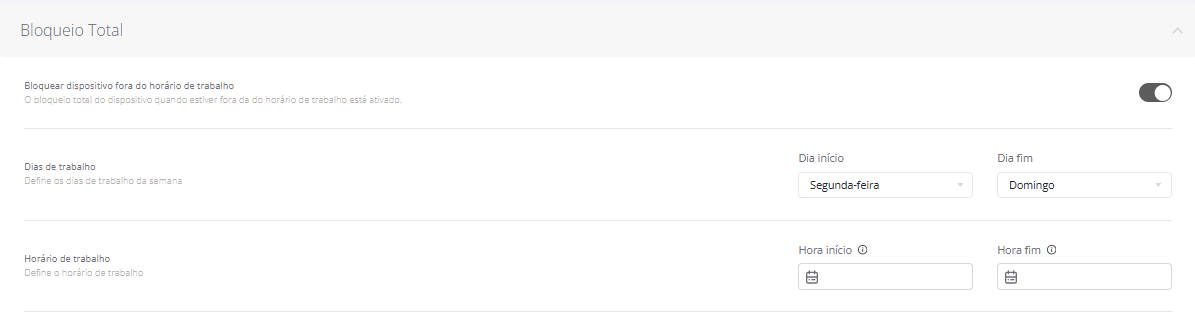 Bloqueio Total
Bloquear dispositivo fora do horário de trabalho
O bloqueio total do dispositivo quando estiver fora da do horário de trabalho está ativado.
Dias de trabalho
Define os dias de trabalho da semana
Dia início
Dia fim
Segunda-feira
Domingo
Horário de trabalho
Define o horário de trabalho
Hora início
Hora fim